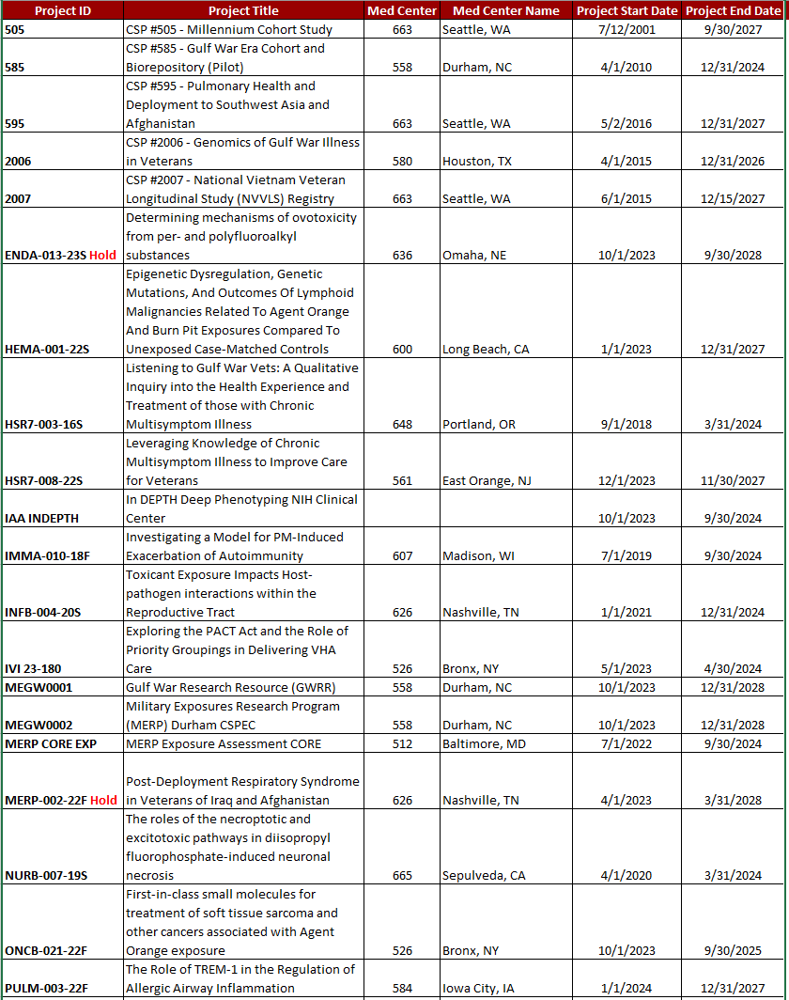 Project ID Project Title Med Center Med Center Name Project Start Date Project End Date
505 CSP #505 - Millennium Cohort Study 663 Seattle, WA 7/12/2001 9/30/2027
CSP #585 - Gulf War Era Cohort and
585 Biorepository (Pilot) 558 Durham, NC 4/1/2010 12/31/2024
CSP #595 - Pulmonary Health and
Deployment to Southwest Asia and
595 Afghanistan 663 Seattle, WA 5/2/2016 12/31/2027
CSP #2006 - Genomics of Gulf War Illness
2006 in Veterans 580 Houston, TX 4/1/2015 12/31/2026
CSP #2007 - National Vietnam Veteran
2007 Longitudinal Study (NVVLS) Registry 663 Seattle, WA 6/1/2015 12/15/2027
Determining mechanisms of ovotoxicity
from per- and polyfluoroalkyl
ENDA-013-23S Hold substances 636 Omaha, NE 10/1/2023 9/30/2028
Epigenetic Dysregulation, Genetic
Mutations, And Outcomes Of Lymphoid
Malignancies Related To Agent Orange
And Burn Pit Exposures Compared To
HEMA-001-22S Unexposed Case-Matched Controls 600 Long Beach, CA 1/1/2023 12/31/2027
Listening to Gulf War Vets: A Qualitative
Inquiry into the Health Experience and
Treatment of those with Chronic
HSR7-003-16S Multisymptom Illness 648 Portland, OR 9/1/2018 3/31/2024
Leveraging Knowledge of Chronic
Multisymptom Illness to Improve Care
HSR7-008-22S for Veterans 561 East Orange, NJ 12/1/2023 11/30/2027
In DEPTH Deep Phenotyping NIH Clinical
IAA INDEPTH Center 10/1/2023 9/30/2024
Investigating a Model for PM-Induced
IMMA-010-18F Exacerbation of Autoimmunity 607 Madison, WI 7/1/2019 9/30/2024
Toxicant Exposure Impacts Host-
pathogen interactions within the
INFB-004-20S Reproductive Tract 626 Nashville, TN 1/1/2021 12/31/2024
Exploring the PACT Act and the Role of
Priority Groupings in Delivering VHA
IVI 23-180 Care 526 Bronx, NY 5/1/2023 4/30/2024
MEGW0001 Gulf War Research Resource (GWRR) 558 Durham, NC 10/1/2023 12/31/2028
Military Exposures Research Program
MEGW0002 (MERP) Durham CSPEC 558 Durham, NC 10/1/2023 12/31/2028
MERP CORE EXP MERP Exposure Assessment CORE 512 Baltimore, MD 7/1/2022 9/30/2024
Post-Deployment Respiratory Syndrome
MERP-002-22F Hold in Veterans of Iraq and Afghanistan 626 Nashville, TN 4/1/2023 3/31/2028
The roles of the necroptotic and
excitotoxic pathways in diisopropyl
fluorophosphate-induced neuronal
NURB-007-19S necrosis 665 Sepulveda, CA 4/1/2020 3/31/2024
First-in-class small molecules for
treatment of soft tissue sarcoma and
other cancers associated with Agent
ONCB-021-22F Orange exposure 526 Bronx, NY 10/1/2023 9/30/2025
The Role of TREM-1 in the Regulation of
PULM-003-22F Allergic Airway Inflammation 584 Iowa City, IA 1/1/2024 12/31/2027